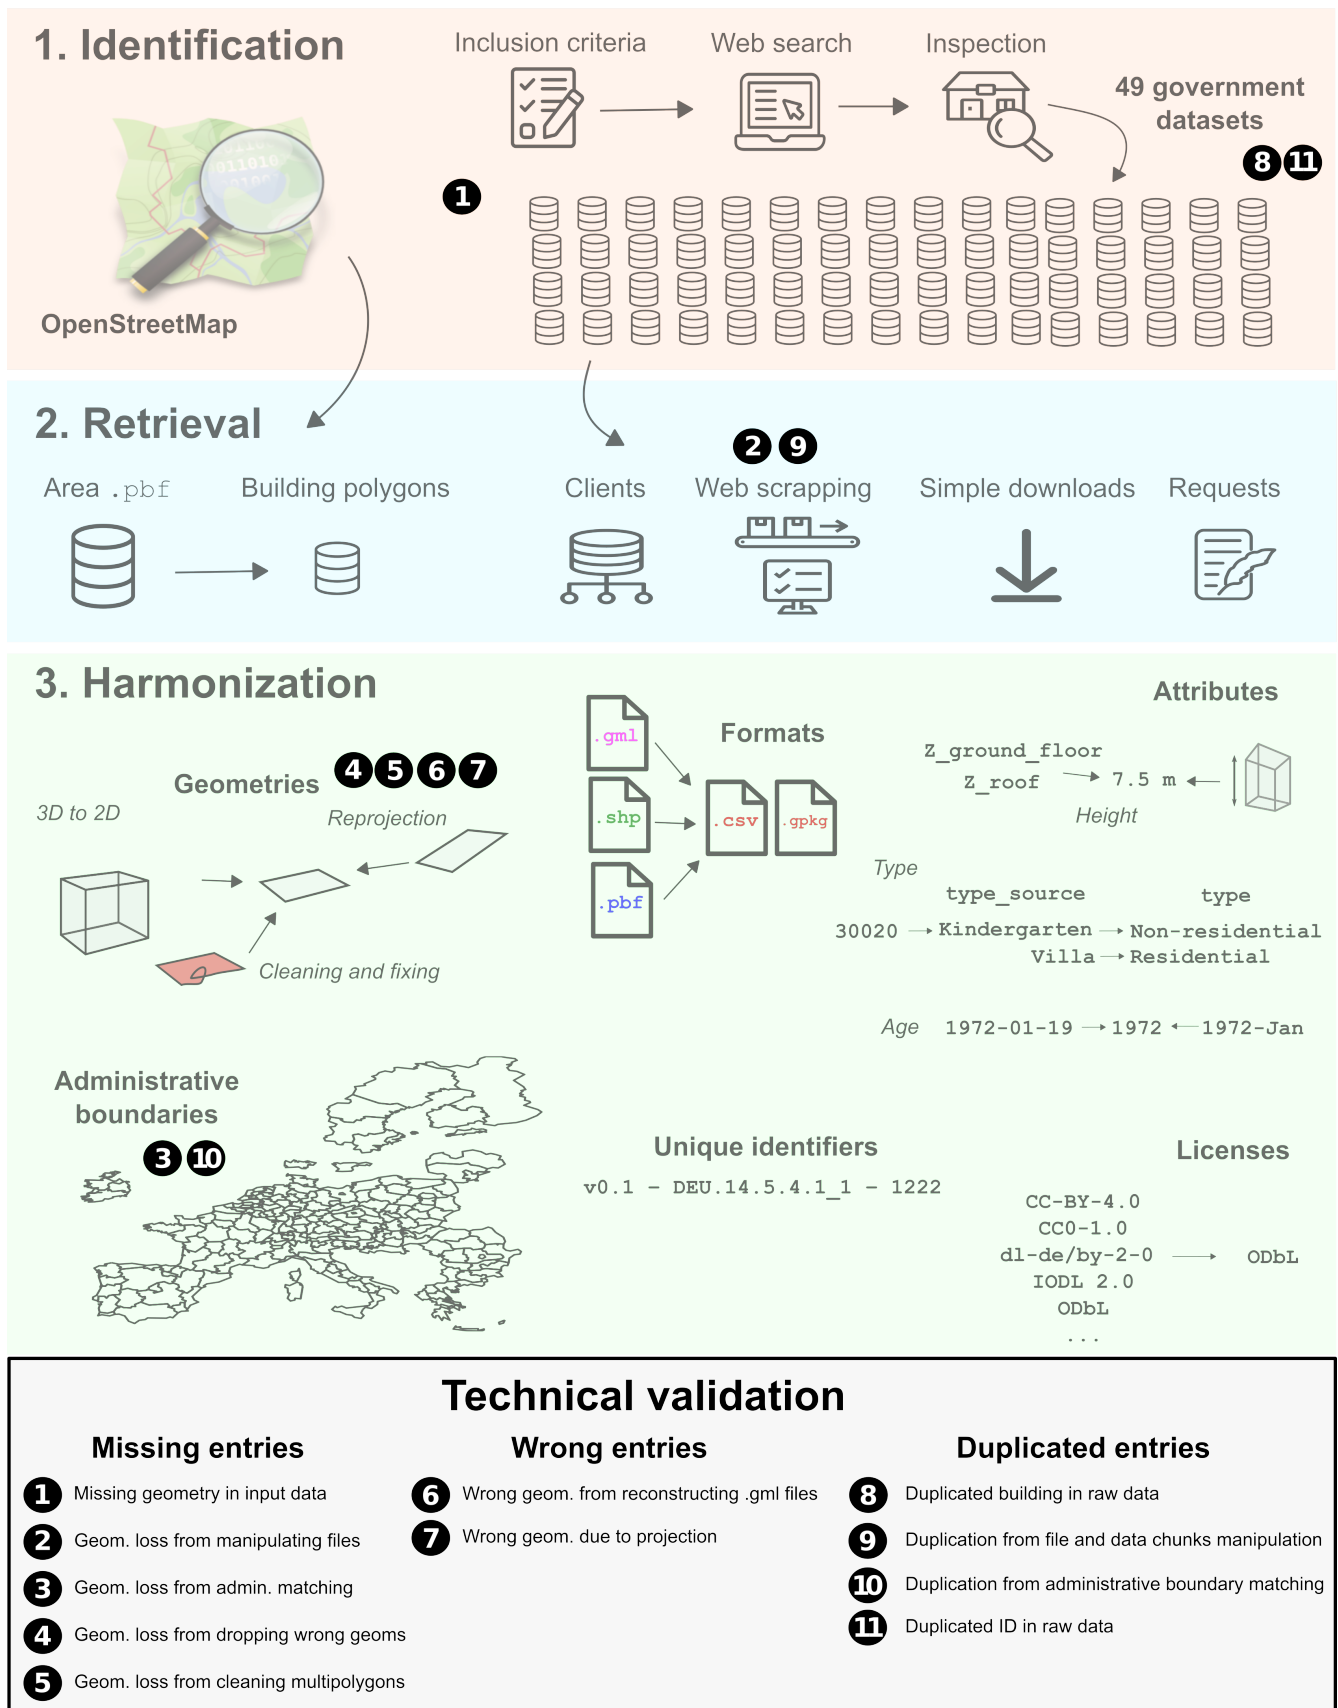 1. Identification
Inclusion criteria
Web search
Inspection
49 government
datasets
8 11
1
011010
OpenStreetMap
2. Retrieval
2 9
Area .pbf
Building polygons
Clients
Web scrapping
Simple downloads
Requests
3. Harmonization
Geometries
4 5 6 7
3D to 2D
Reprojection
Cleaning and fixing
Formats
.gml
.shp
.pbf
.csv
.gpkg
Attributes
Z_ground_floor
Z_roof
7.5 m
Height
Type
type_source
type
30020
Kindergarten
Non-residential
Villa
Residential
Age
1972-01-19
1972
1972-Jan
Administrative
boundaries
3 10
Unique identifiers
v0.1 – DEU.14.5.4.1_1 – 1222
Licenses
CC-BY-4.0
CC0-1.0
dl-de/by-2-0
IODL 2.0
ODbL
...
ODbL
Technical validation
Missing entries
1 Missing geometry in input data
2 Geom. loss from manipulating files
3 Geom. loss from admin. matching
4 Geom. loss from dropping wrong geoms
5 Geom. loss from cleaning multipolygons
Wrong entries
6 Wrong geom. from reconstructing .gml files
7 Wrong geom. due to projection
Duplicated entries
8 Duplicated building in raw data
9 Duplication from file and data chunks manipulation
10 Duplication from administrative boundary matching
11 Duplicated ID in raw data